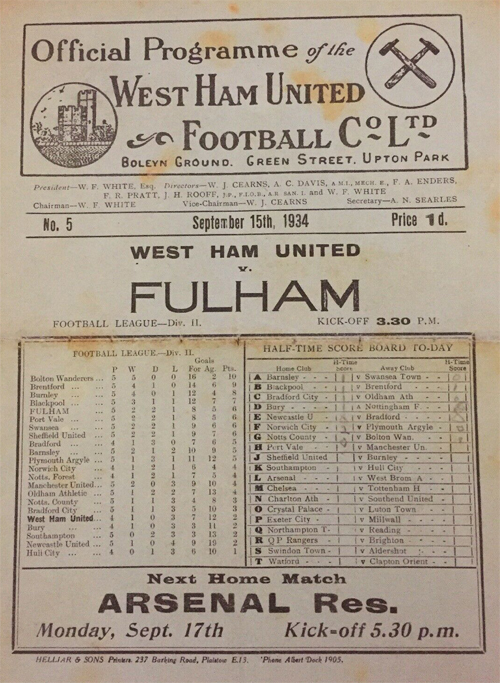 Official Programme of the
WEST HAM UNITED
FOOTBALL CO. LTD
BOLEYN GROUND. GREEN STREET. UPTON PARK
President—W. F. WHITE, Esq. Directors—W. J CEARNS, A. C. DAVIS, A.M.I., MECH. E., F. A. ENDERS,
F. R. PRATT, J. H. ROOFF, J.P., F.I.O.B., A.R. SAN. I. and W. F. WHITE
Chairman—W. F WHITE Vice-Chairman—W. J CEARNS Secretary—A. N. SEARLES
No. 5 September 15th, 1934 Price 1d.
WEST HAM UNITED
v.
FULHAM
FOOTBALL LEAGUE—Div. II. KICK-OFF 3.30 P.M.
FOOTBALL LEAGUE—Div. II.
Goals
P W D L For Ag. Pts.
Bolton Wanderers ... 5 5 0 0 16 2 10
Brentford ... 5 4 1 0 14 6 9
Burnley ... 5 4 0 1 12 4 8
Blackpool ... 5 3 1 1 12 7 7
FULHAM ... 5 2 2 1 8 5 6
Port Vale ... 5 2 2 1 8 5 6
Swansea ... 5 2 2 1 9 6 6
Sheffield United ... 5 2 2 1 9 7 6
Bradford ... 4 1 3 0 7 6 5
Barnsley ... 5 2 1 2 10 9 5
Plymouth Argyle ... 5 1 3 1 11 12 5
Norwich City ... 4 1 2 1 6 4 4
Notts. Forest ... 4 1 2 1 7 5 4
Manchester United ... 5 2 0 3 9 10 4
Oldham Athletic ... 5 1 2 2 7 13 4
Notts. County ... 5 1 1 3 4 8 3
Bradford City ... 5 1 1 3 5 10 3
West Ham United ... 4 1 0 3 7 12 2
Bury ... 4 1 0 3 3 11 2
Southampton ... 5 0 2 3 3 13 2
Newcastle United ... 5 1 0 4 9 19 2
Hull City ... 4 0 1 3 6 10 1
HALF-TIME SCORE BOARD TO-DAY
Home Club H-Time Score Away Club H-Time Score
A Barnsley - - - v Swansea Town -
B Blackpool - - v Brentford -
C Bradford City - v Oldham Ath -
D Bury - - - v Nottingham F.
E Newcastle U v Bradford -
F Norwich City - v Plymouth Argyle
G Notts County - v Bolton Wan.
H Port Vale - - v Manchester Un.
J Sheffield United v Burnley - -
K Southampton - v Hull City - -
L Arsenal - - v West Brom. A -
M Chelsea - - v Tottenham H -
N Charlton Ath - v Southend United -
O Crystal Palace - v Luton Town -
P Exeter City - - v Millwall - -
Q Northampton T- v Reading - -
R QP Rangers - v Brighton - -
S Swindon Town - v Aldershot -
T Watford - - - v Clapton Orient - -
Next Home Match
ARSENAL Res.
Monday, Sept. 17th Kick=off 5.30 p.m.
HELLIAR & SONS Printers, 237 Barking Road, Plaistow E.13. 'Phone Albert Dock 1905.